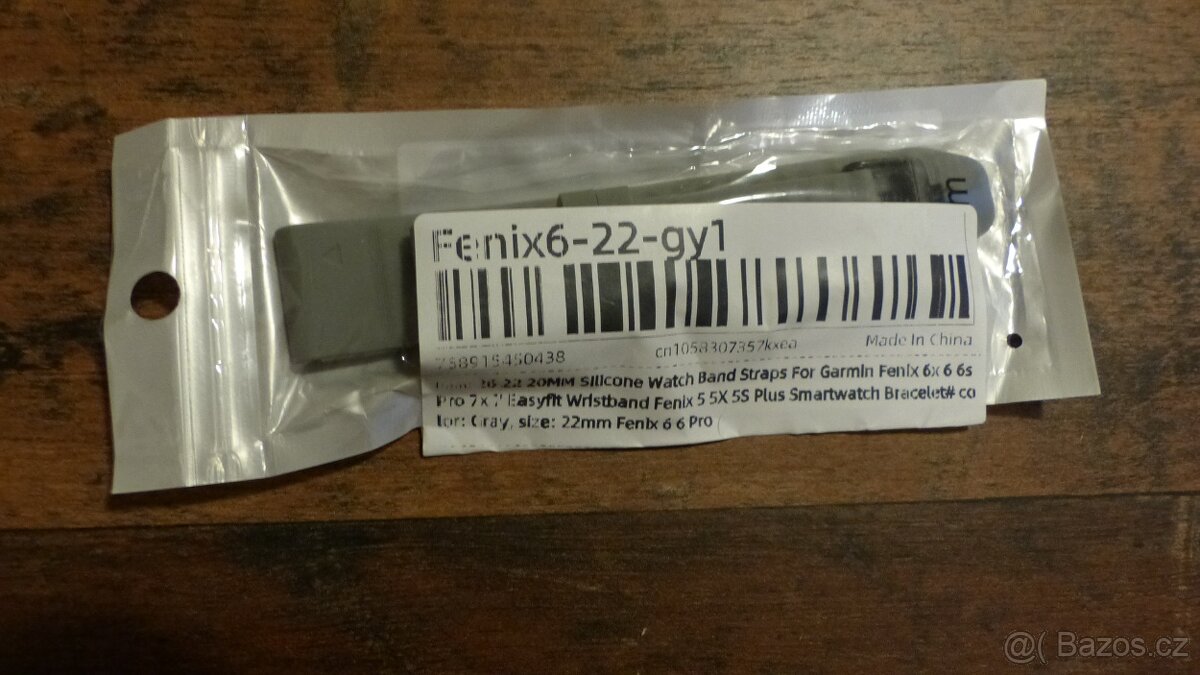 m
Fenix6-22-gy1
cn1058307357kxea Made In China
22 20MM Silicone Watch Band Straps For Garmin Fenix 6x 6 6s
Pro 7x 7 Easyfit Wristband Fenix 5 5X 5S Plus Smartwatch Bracelet# co
lor: Gray, size: 22mm Fenix 6 6 Pro
@( Bazos.cz